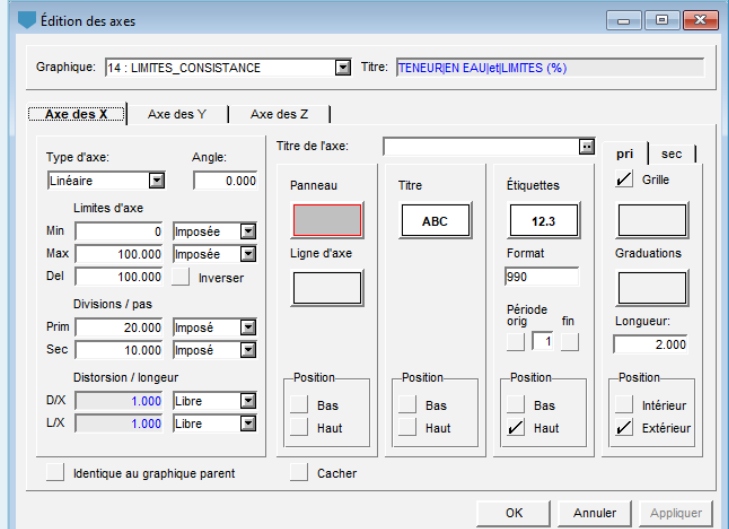 Édition des axes
Graphique: 14 : LIMITES_CONSISTANCE Titre: TENEUR|EN EAU|et|LIMITES (%)
Axe des X Axe des Y Axe des Z
Type d'axe: Angle:
Linéaire 0.000
Limites d'axe
Min 0 Imposée
Max 100.000 Imposée
Del 100.000 Inverser
Divisions / pas
Prim 20.000 Imposé
Sec 10.000 Imposé
Distorsion / longeur
D/X 1.000 Libre
L/X 1.000 Libre
Identique au graphique parent
Titre de l'axe:
Panneau
Ligne d'axe
Position
Bas
Haut
Cacher
Titre
ABC
Position
Bas
Haut
Étiquettes
12.3
Format
990
Période
orig fin
1
Position
Bas
Haut
pri sec
Grille
Graduations
Longueur:
2.000
Position
Intérieur
Extérieur
OK Annuler Appliquer